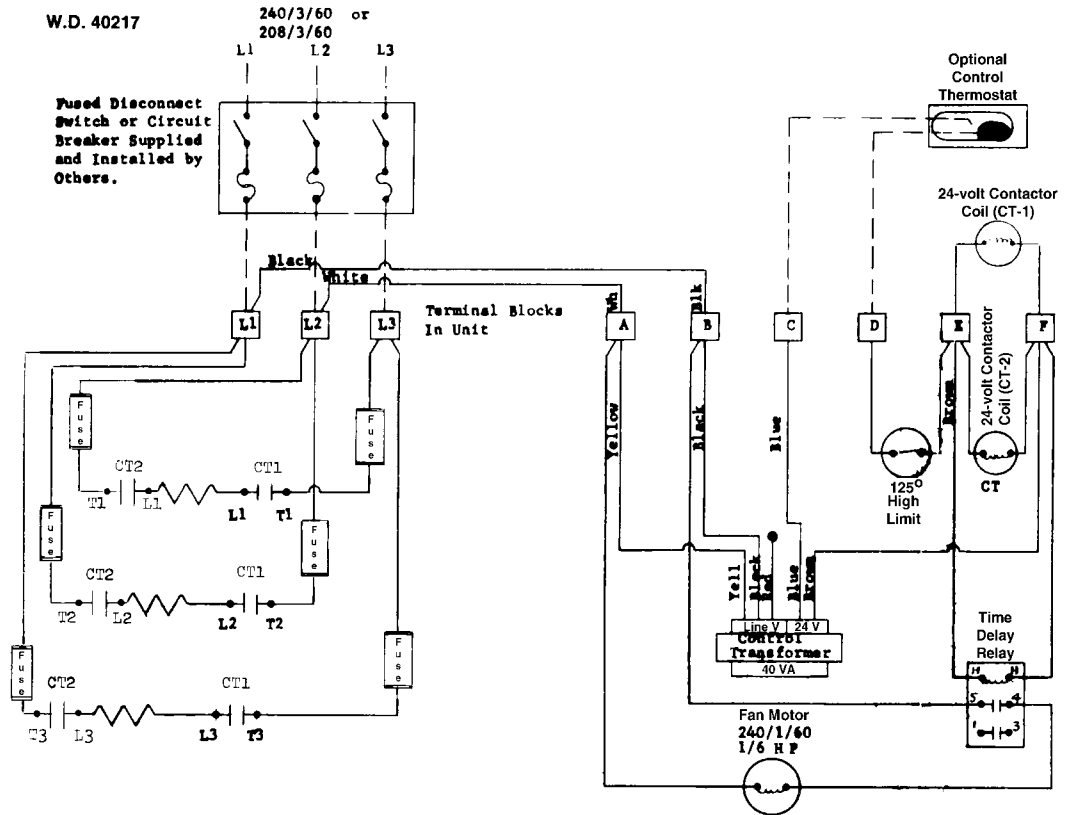 W.D. 40217
240/3/60 or
208/3/60
L1 L2 L3
Fused Disconnect
Switch or Circuit
Breaker Supplied
and Installed by
Others.
Optional
Control
Thermostat
24-volt Contactor
Coil (CT-1)
Black
White
Wh
Blk
Terminal Blocks
In Unit
L1 L2 L3
A B C D E F
Fuse
Fuse
Fuse
Fuse
Fuse
Fuse
Yellow
Black
Blue
Brown
24-volt Contactor
Coil (CT-2)
CT
125° High
Limit
CT2 CT1
T1 L1 L1 T1
CT2 CT1
T2 L2 L2 T2
CT2 CT1
T3 L3 L3 T3
Yell
Black
Red
Blue
Brown
Line V 24 V
Control
Transformer
40 VA
Time
Delay
Relay
H H
5 4
1 3
Fan Motor
240/1/60
1/6 HP